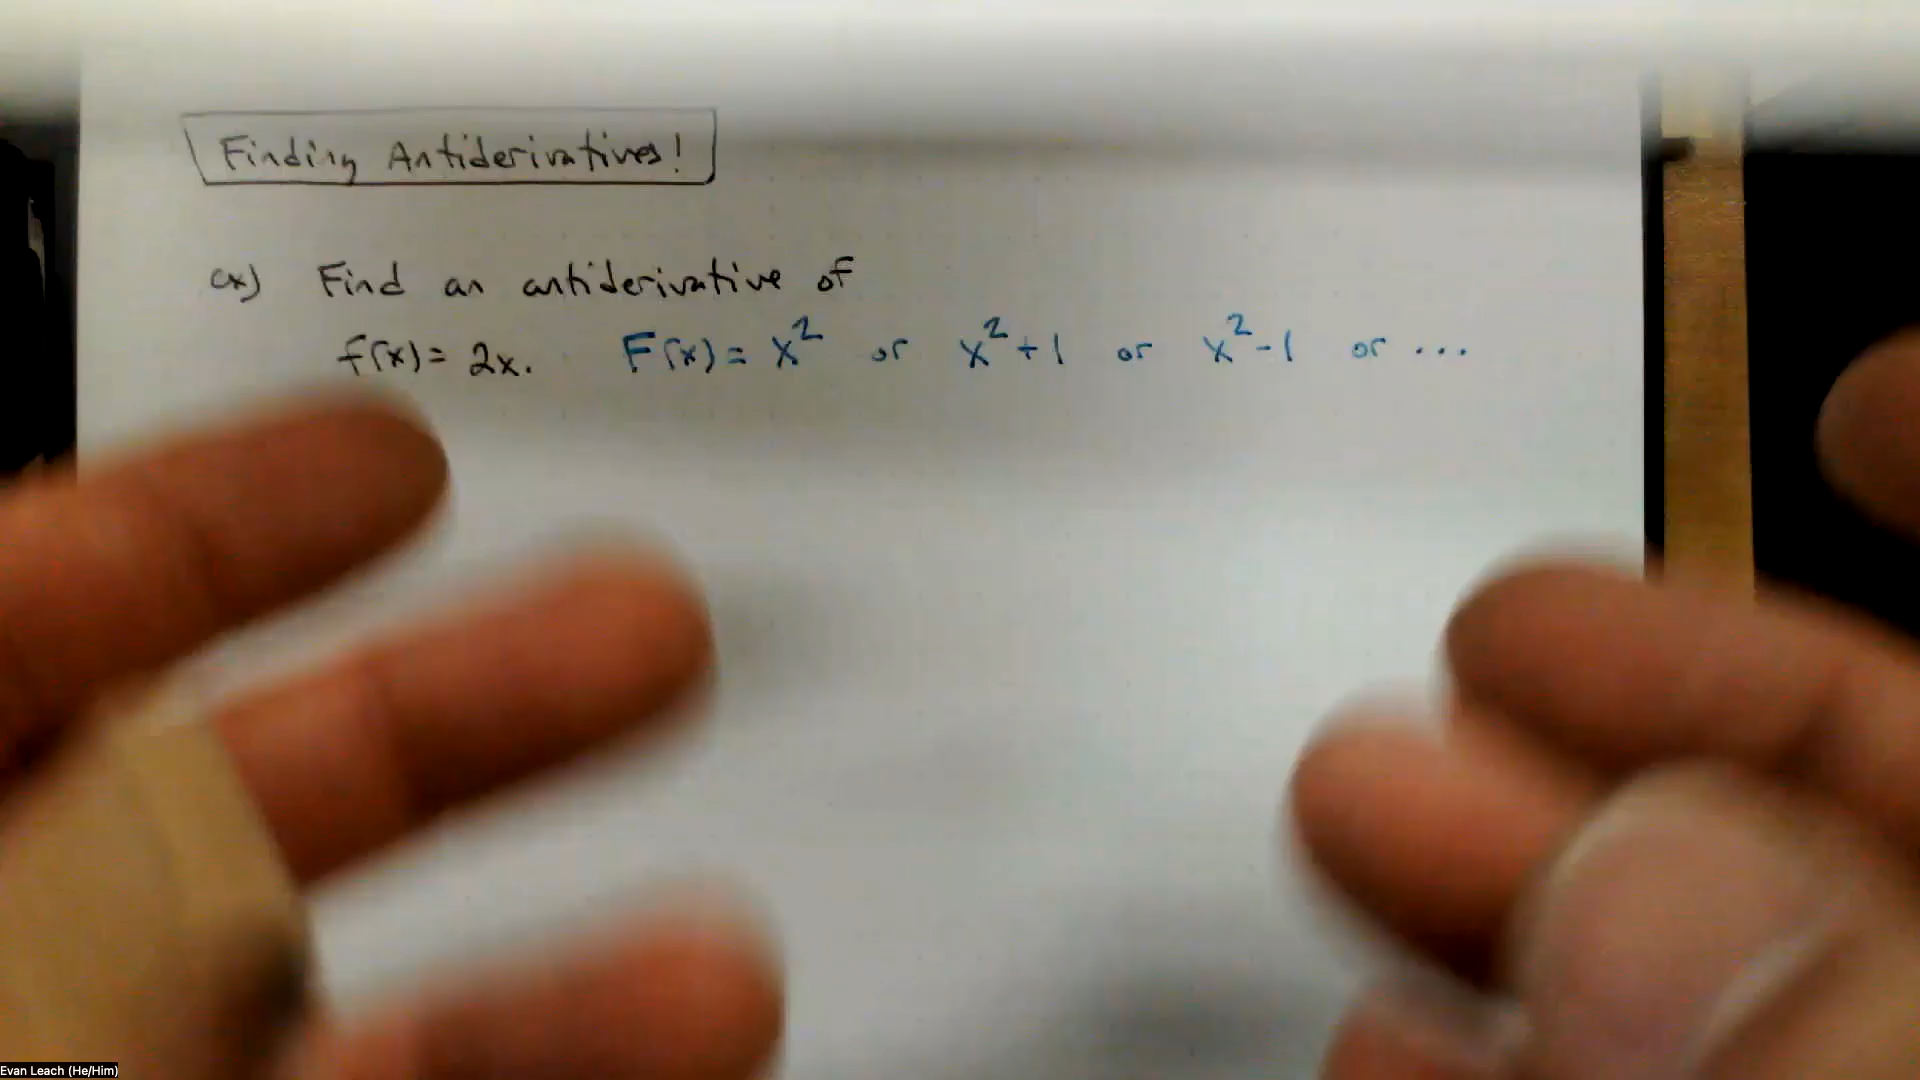 Finding Antiderivatives!
ex) Find an antiderivative of
f(x) = 2x. F(x) = x² or x² + 1 or x² - 1 or ...
Evan Leach (He/Him)